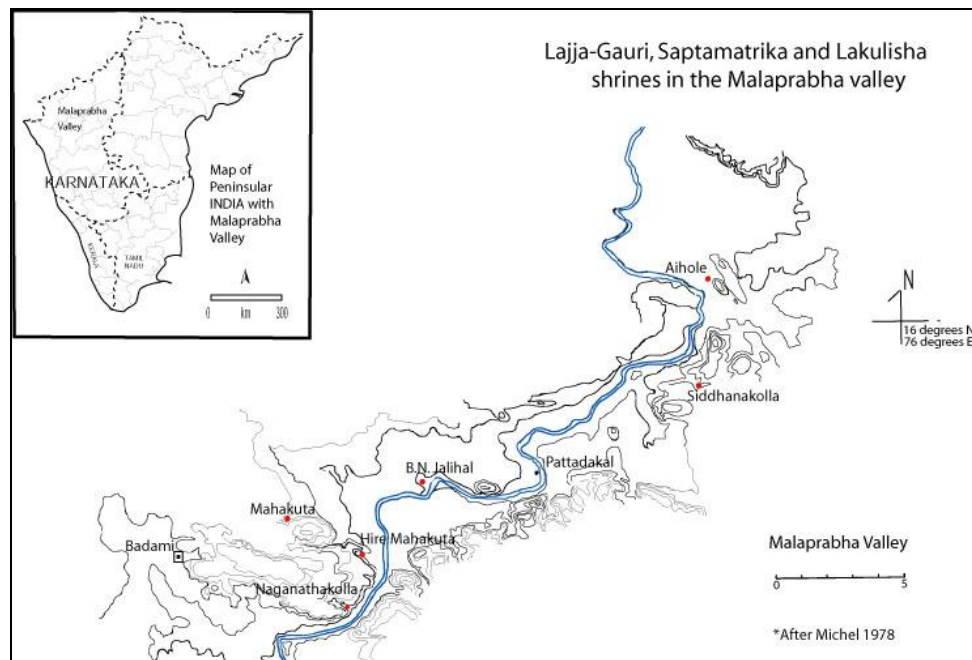 Lajja-Gauri, Saptamatrika and Lakulisha
shrines in the Malaprabha valley
Malaprabha
Valley
KARNATAKA
KERALA
TAMIL
NADU
Map of
Peninsular
INDIA with
Malaprabha
Valley
A
0 km 300
Aihole
N
16 degrees N
76 degrees E
Siddhanakolla
Pattadakal
B.N. Jalihal
Mahakuta
Badami
Hire Mahakuta
Naganathakolla
Malaprabha Valley
0 5
*After Michel 1978